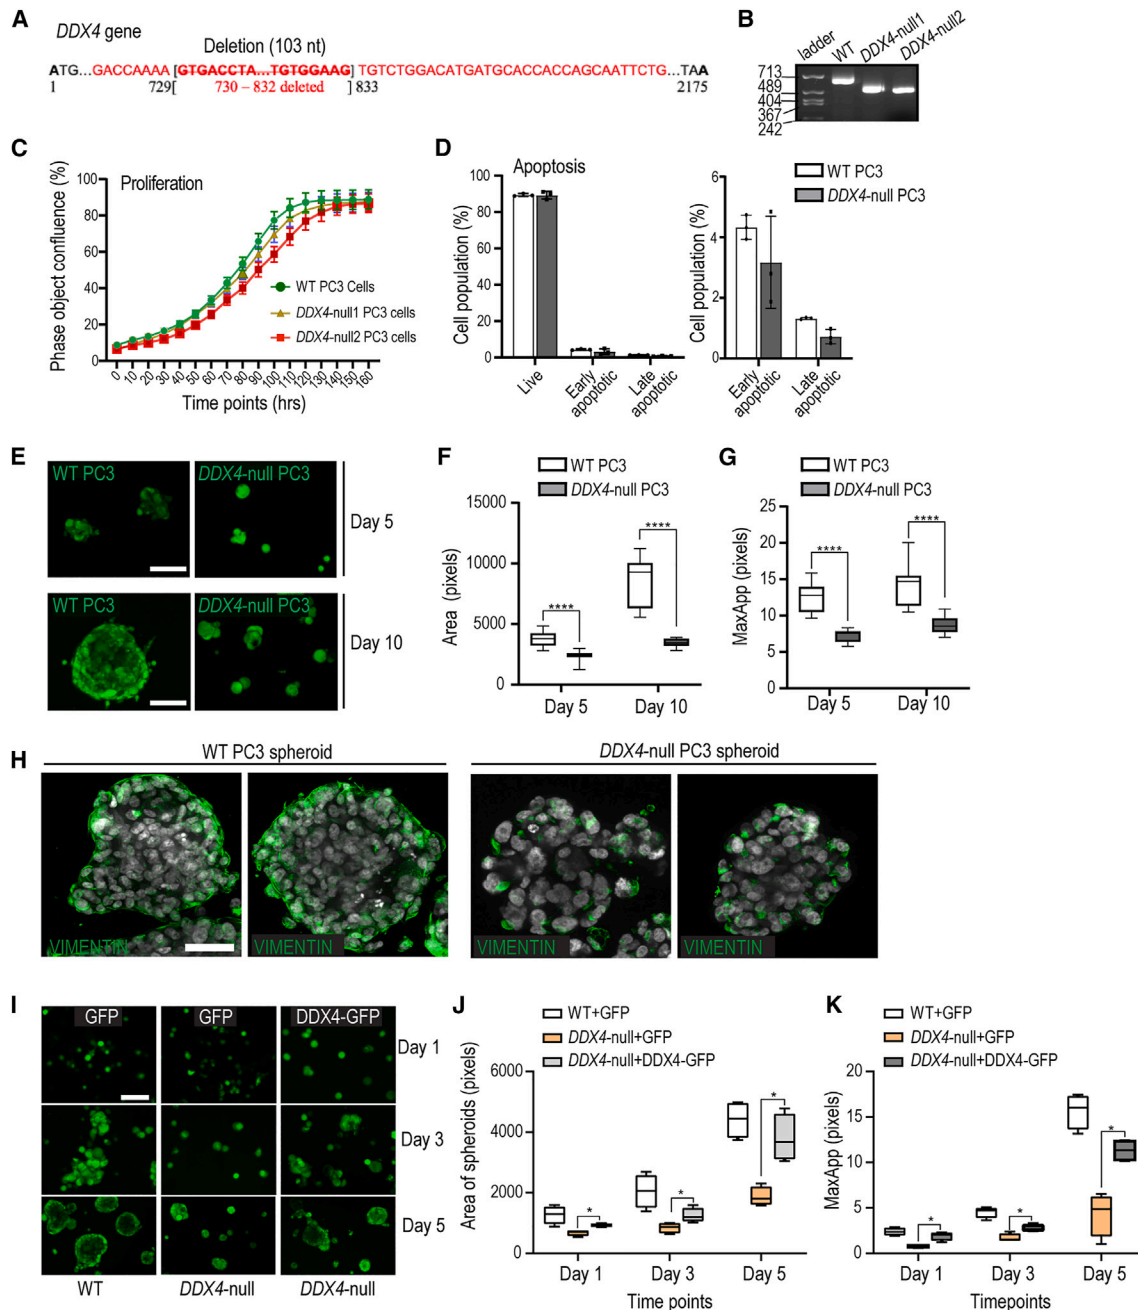 A
DDX4 gene
Deletion (103 nt)
ATG...GACCAAAA [GTGACCTA...TGTGGAAG] TGTCTGGACATGATGCACCACCAGCAATTCTG...TAA
1 729[ 730 – 832 deleted ] 833 2175
B
ladder WT DDX4-null1 DDX4-null2
713
489
404
367
242
C
Proliferation
Phase object confluence (%)
100
80
60
40
20
0
WT PC3 Cells
DDX4-null1 PC3 cells
DDX4-null2 PC3 cells
0 10 20 30 40 50 60 70 80 90 100 110 120 130 140 150 160
Time points (hrs)
D
Apoptosis
Cell population (%)
100
80
60
40
20
0
Live
Early apoptotic
Late apoptotic
WT PC3
DDX4-null PC3
Cell population (%)
6
4
2
0
Early apoptotic
Late apoptotic
E
WT PC3 DDX4-null PC3
Day 5
WT PC3 DDX4-null PC3
Day 10
F
WT PC3
DDX4-null PC3
Area (pixels)
15000
10000
5000
0
****
****
Day 5 Day 10
G
WT PC3
DDX4-null PC3
MaxApp (pixels)
25
20
15
10
5
0
****
****
Day 5 Day 10
H
WT PC3 spheroid DDX4-null PC3 spheroid
VIMENTIN VIMENTIN VIMENTIN VIMENTIN
I
GFP GFP DDX4-GFP
Day 1
Day 3
Day 5
WT DDX4-null DDX4-null
J
WT+GFP
DDX4-null+GFP
DDX4-null+DDX4-GFP
Area of spheroids (pixels)
6000
4000
2000
0
*
*
*
Day 1 Day 3 Day 5
Time points
K
WT+GFP
DDX4-null+GFP
DDX4-null+DDX4-GFP
MaxApp (pixels)
20
15
10
5
0
*
*
*
Day 1 Day 3 Day 5
Timepoints